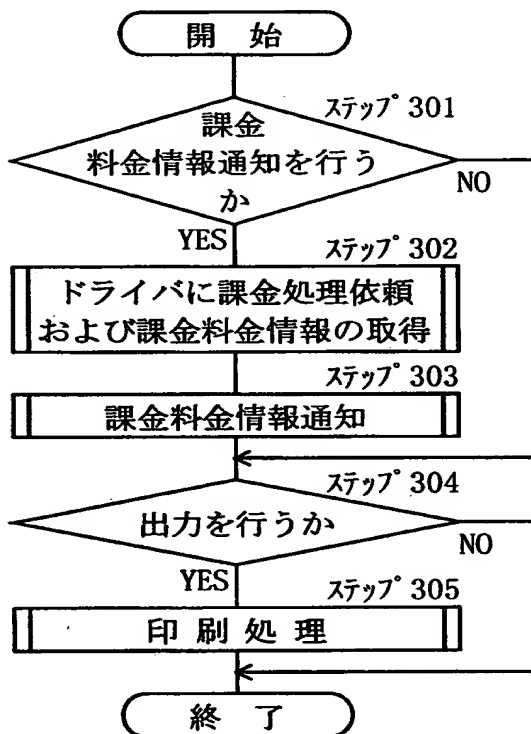 開 始
ステップ 301
課金
料金情報通知を行う
か
NO
YES
ステップ 302
ドライバに課金処理依頼
および課金料金情報の取得
ステップ 303
課金料金情報通知
ステップ 304
出力を行うか
NO
YES
ステップ 305
印 刷 処 理
終 了